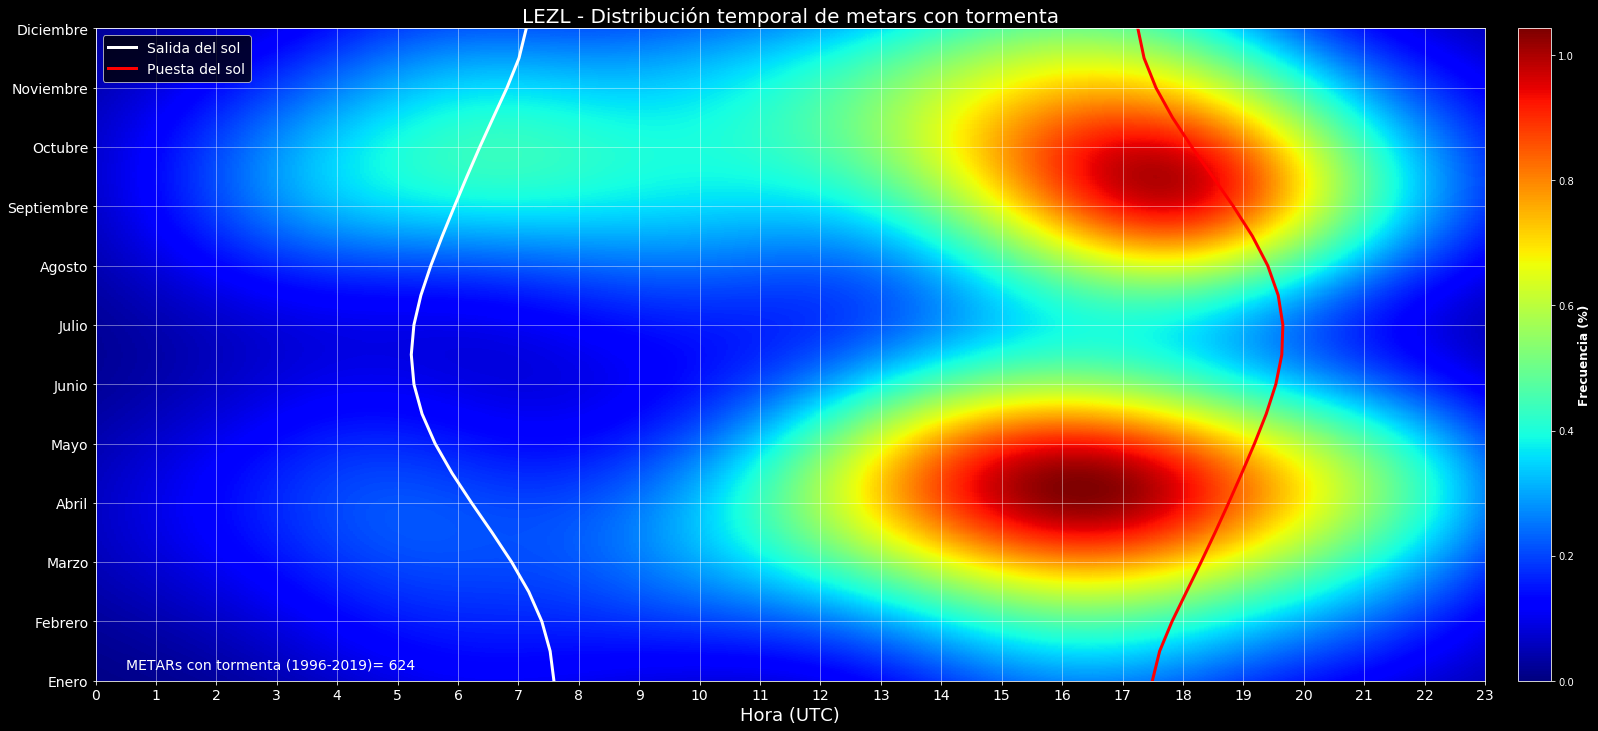 LEZL - Distribución temporal de metars con tormenta
Salida del sol
Puesta del sol
Diciembre
Noviembre
Octubre
Septiembre
Agosto
Julio
Junio
Mayo
Abril
Marzo
Febrero
Enero
METARs con tormenta (1996-2019)= 624
0 1 2 3 4 5 6 7 8 9 10 11 12 13 14 15 16 17 18 19 20 21 22 23
Hora (UTC)
1.0
0.8
0.6
0.4
0.2
0.0
Frecuencia (%)